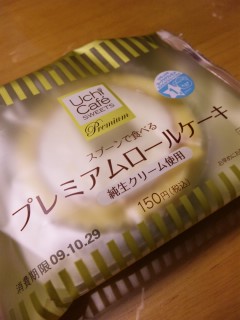 Uchi
Café
SWEETS
Premium
スプーンで食べる
プレミアムロールケーキ
純生クリーム使用
150円(税込)
消費期限 09.10.29